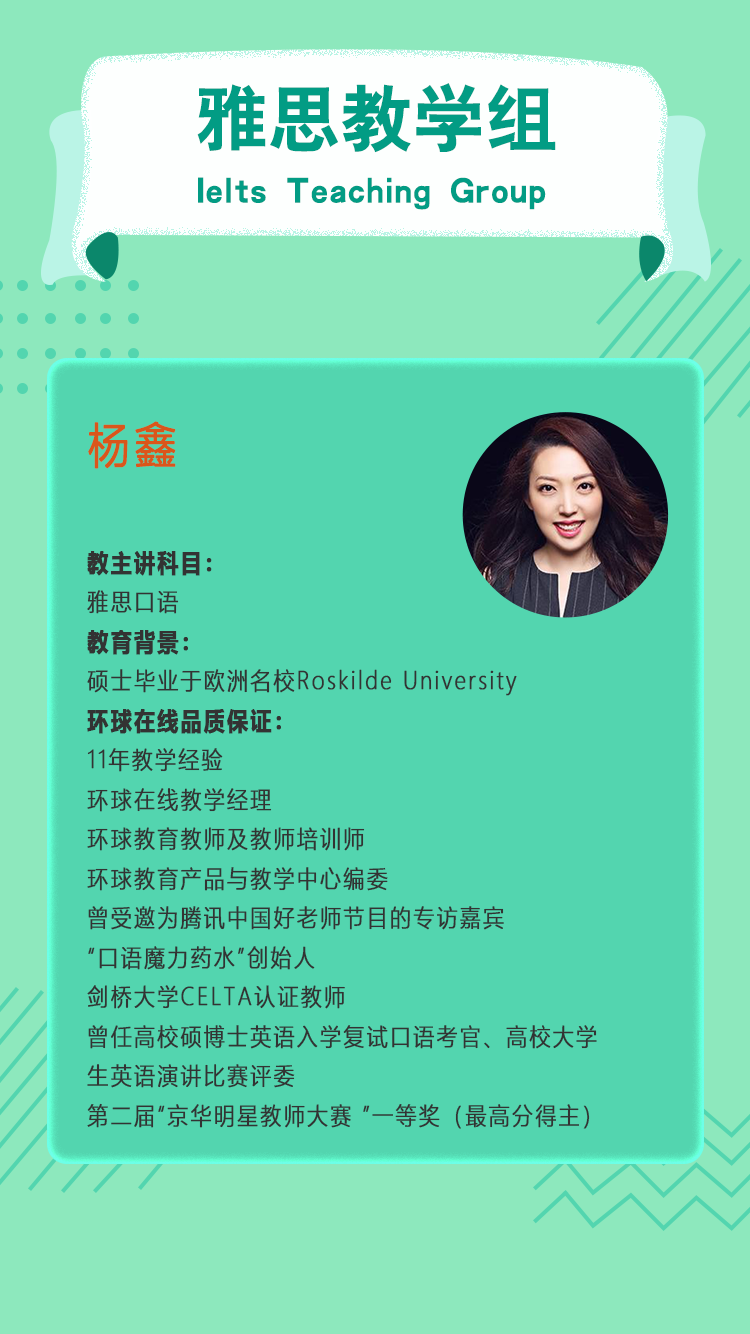 雅思教学组
Ielts Teaching Group
杨鑫
教主讲科目：
雅思口语
教育背景：
硕士毕业于欧洲名校Roskilde University
环球在线品质保证：
11年教学经验
环球在线教学经理
环球教育教师及教师培训师
环球教育产品与教学中心编委
曾受邀为腾讯中国好老师节目的专访嘉宾
“口语魔力药水”创始人
剑桥大学CELTA认证教师
曾任高校硕博士英语入学复试口语考官、高校大学
生英语演讲比赛评委
第二届“京华明星教师大赛 ”一等奖（最高分得主）